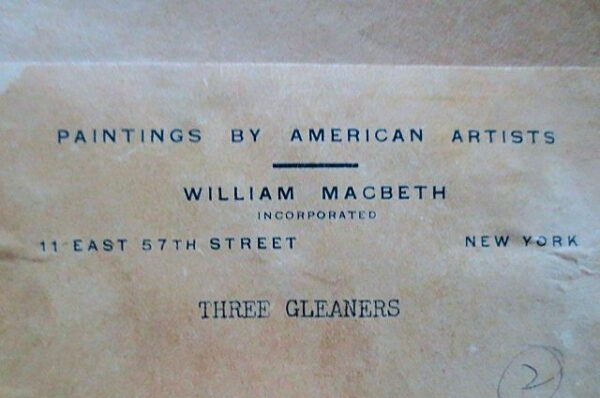 PAINTINGS BY AMERICAN ARTISTS
WILLIAM MACBETH
INCORPORATED
11 EAST 57TH STREET NEW YORK
THREE GLEANERS
2